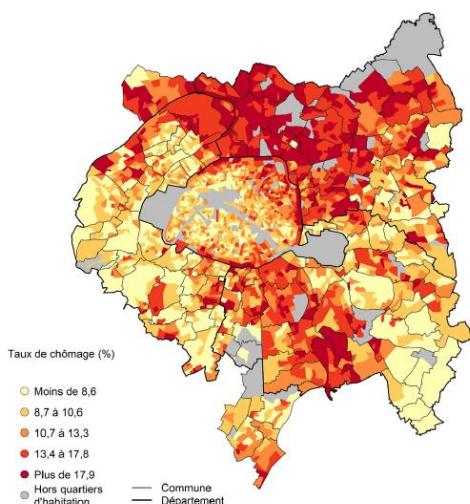 Taux de chômage (%)
Moins de 8,6
8,7 à 10,6
10,7 à 13,3
13,4 à 17,8
Plus de 17,9
Hors quartiers
d'habitation
Commune
Département